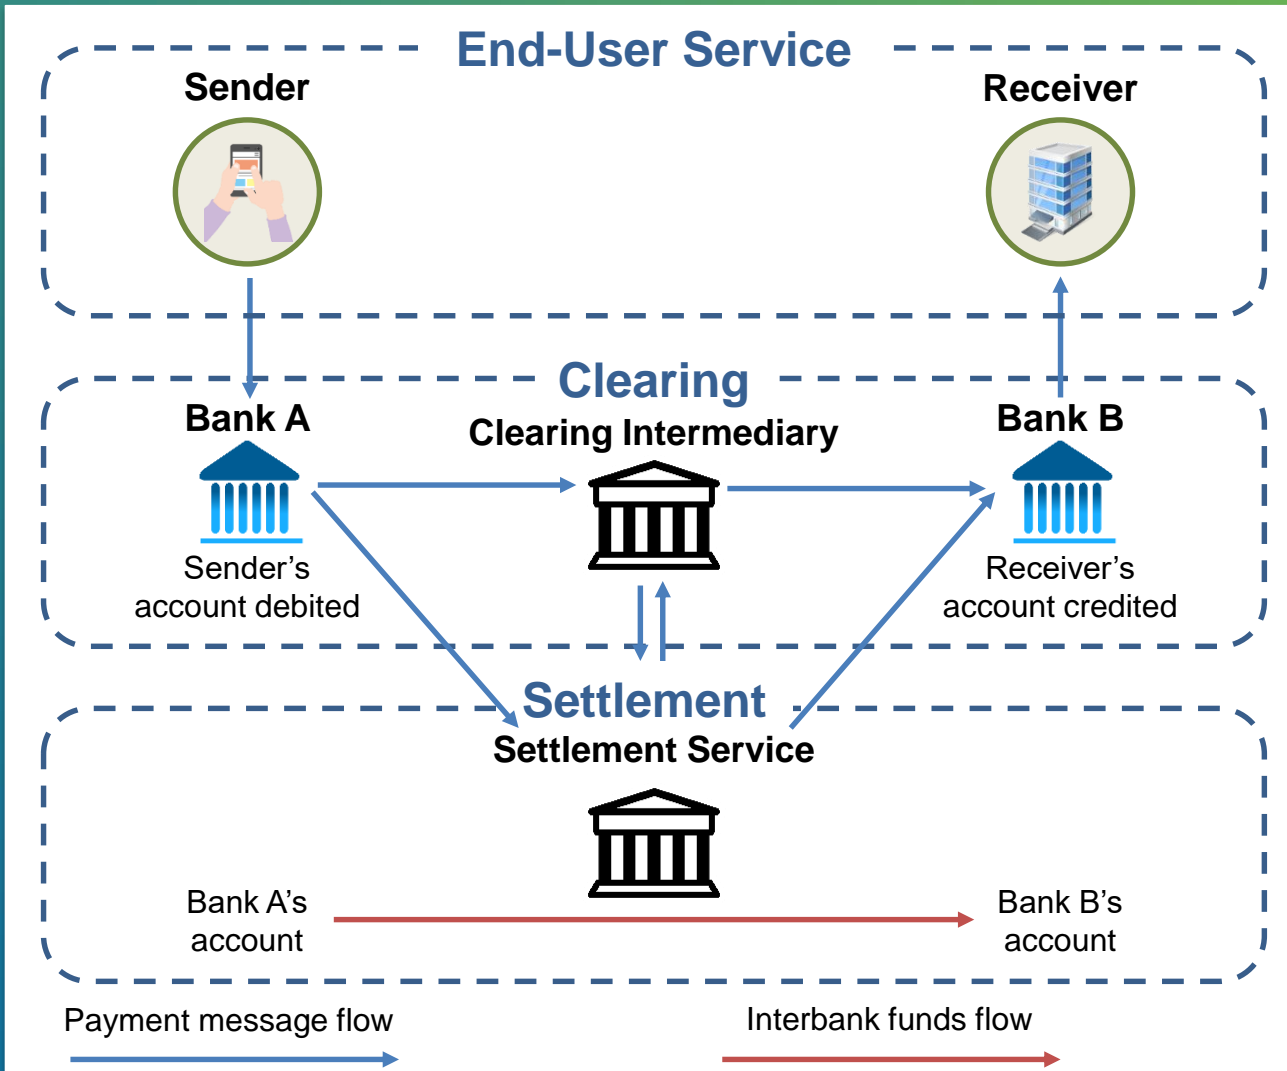 End-User Service
Sender
Receiver
Clearing
Bank A
Clearing Intermediary
Bank B
Sender’s
account debited
Receiver’s
account credited
Settlement
Settlement Service
Bank A’s
account
Bank B’s
account
Payment message flow
Interbank funds flow